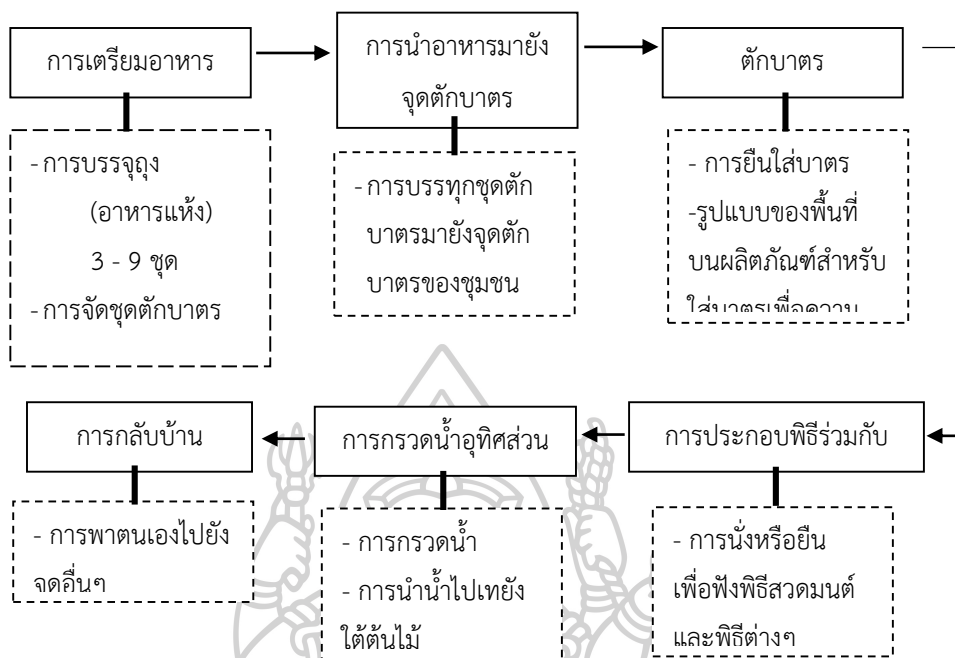 การเตรียมอาหาร
การนำอาหารมายัง
จุดตักบาตร
ตักบาตร
- การบรรจุถุง
(อาหารแห้ง)
3 - 9 ชุด
- การจัดชุดตักบาตร
- การบรรทุกชุดตัก
บาตรมายังจุดตัก
บาตรของชุมชน
- การยืนใส่บาตร
-รูปแบบของพื้นที่
บนผลิตภัณฑ์สำหรับ
ใส่บาตรเพื่อความ
การกลับบ้าน
การกรวดน้ำอุทิศส่วน
การประกอบพิธีร่วมกับ
- การพาตนเองไปยัง
จุดอื่นๆ
- การกรวดน้ำ
- การนำน้ำไปเทยัง
ใต้ต้นไม้
- การนั่งหรือยืน
เพื่อฟังพิธีสวดมนต์
และพิธีต่างๆ